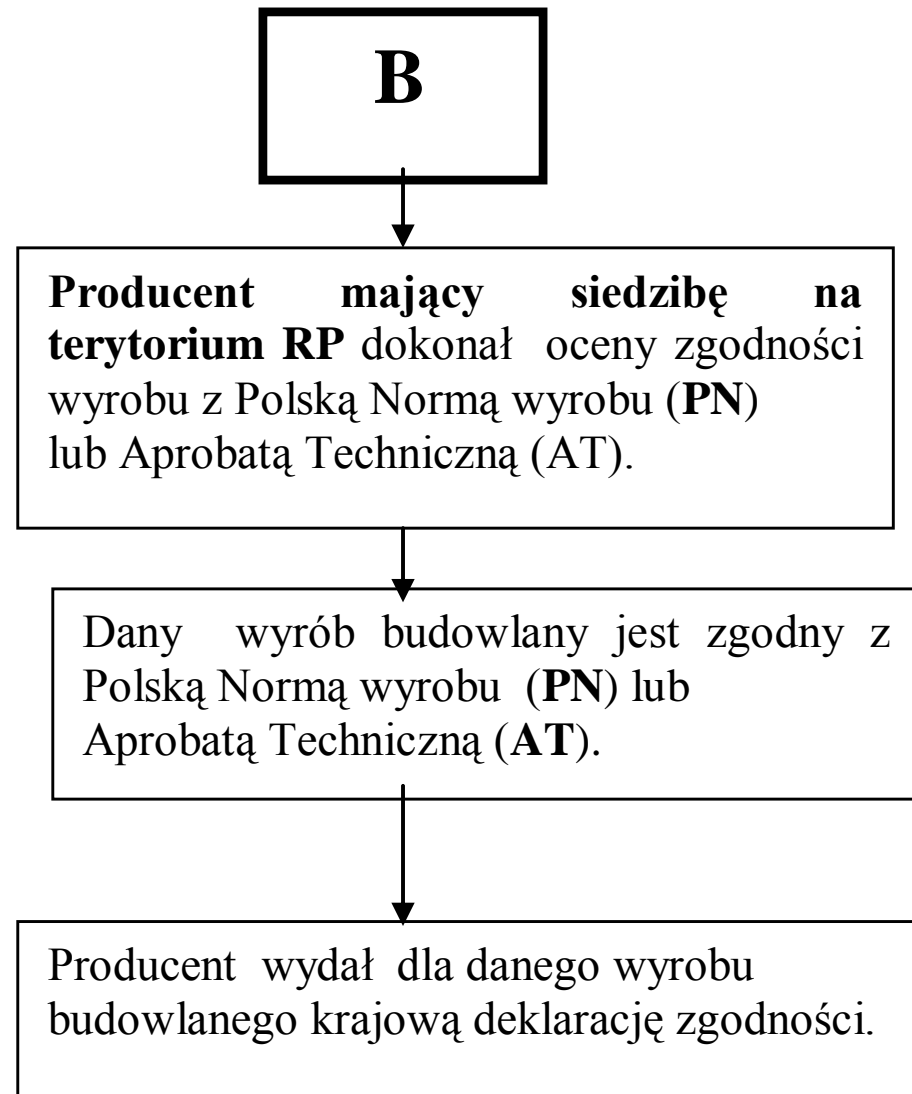 B
Producent mający siedzibę na
terytorium RP dokonał oceny zgodności
wyrobu z Polską Normą wyrobu (PN)
lub Aprobatą Techniczną (AT).
Dany wyrób budowlany jest zgodny z
Polską Normą wyrobu (PN) lub
Aprobatą Techniczną (AT).
Producent wydał dla danego wyrobu
budowlanego krajową deklarację zgodności.